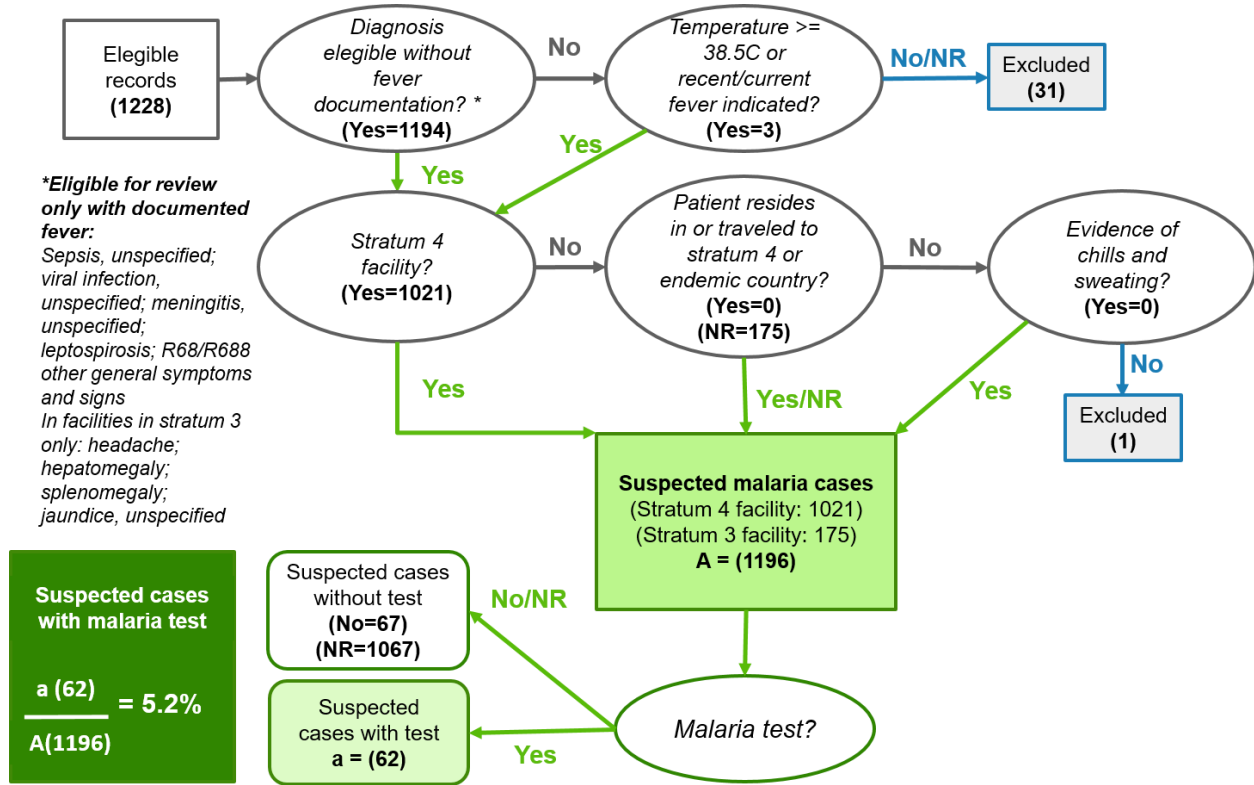 Elegible
records
(1228)
Diagnosis
elegible without
fever
documentation? *
(Yes=1194)
No
Temperature >=
38.5C or
recent/current
fever indicated?
(Yes=3)
No/NR
Excluded
(31)
Yes
Yes
*Eligible for review
only with documented
fever:
Sepsis, unspecified;
viral infection,
unspecified; meningitis,
unspecified;
leptospirosis; R68/R688
other general symptoms
and signs
In facilities in stratum 3
only: headache;
hepatomegaly;
splenomegaly;
jaundice, unspecified
Stratum 4
facility?
(Yes=1021)
No
Patient resides
in or traveled to
stratum 4 or
endemic country?
(Yes=0)
(NR=175)
No
Evidence of
chills and
sweating?
(Yes=0)
Yes
Yes/NR
Yes
No
Excluded
(1)
Suspected malaria cases
(Stratum 4 facility: 1021)
(Stratum 3 facility: 175)
A = (1196)
Suspected cases
with malaria test
a (62)
= 5.2%
A(1196)
Suspected cases
without test
(No=67)
(NR=1067)
No/NR
Suspected
cases with test
a = (62)
Yes
Malaria test?